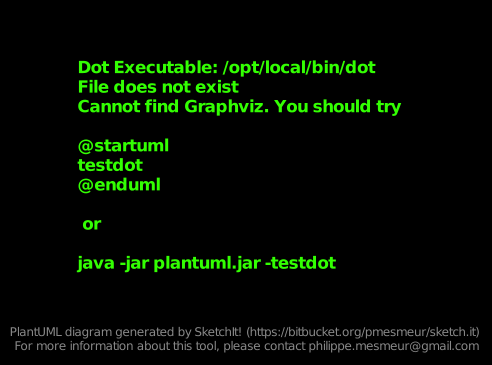 Dot Executable: /opt/local/bin/dot
File does not exist
Cannot find Graphviz. You should try
@startuml
testdot
@enduml
or
java -jar plantuml.jar -testdot
PlantUML diagram generated by SketchIt! (https://bitbucket.org/pmesmeur/sketch.it)
For more information about this tool, please contact philippe.mesmeur@gmail.com